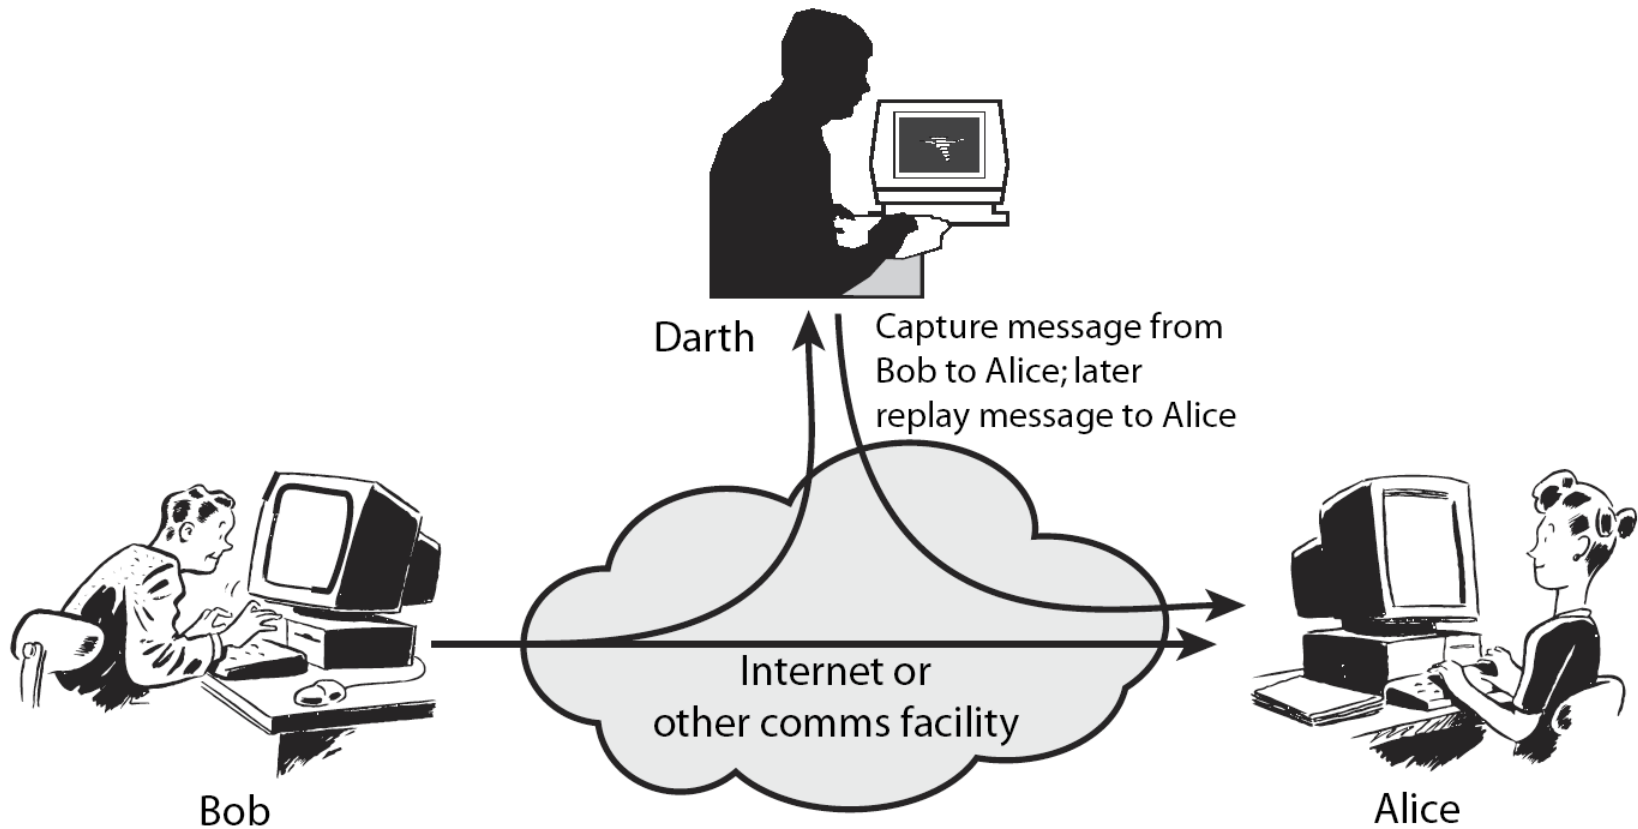 Darth
Capture message from
Bob to Alice; later
replay message to Alice
Internet or
other comms facility
Bob
Alice